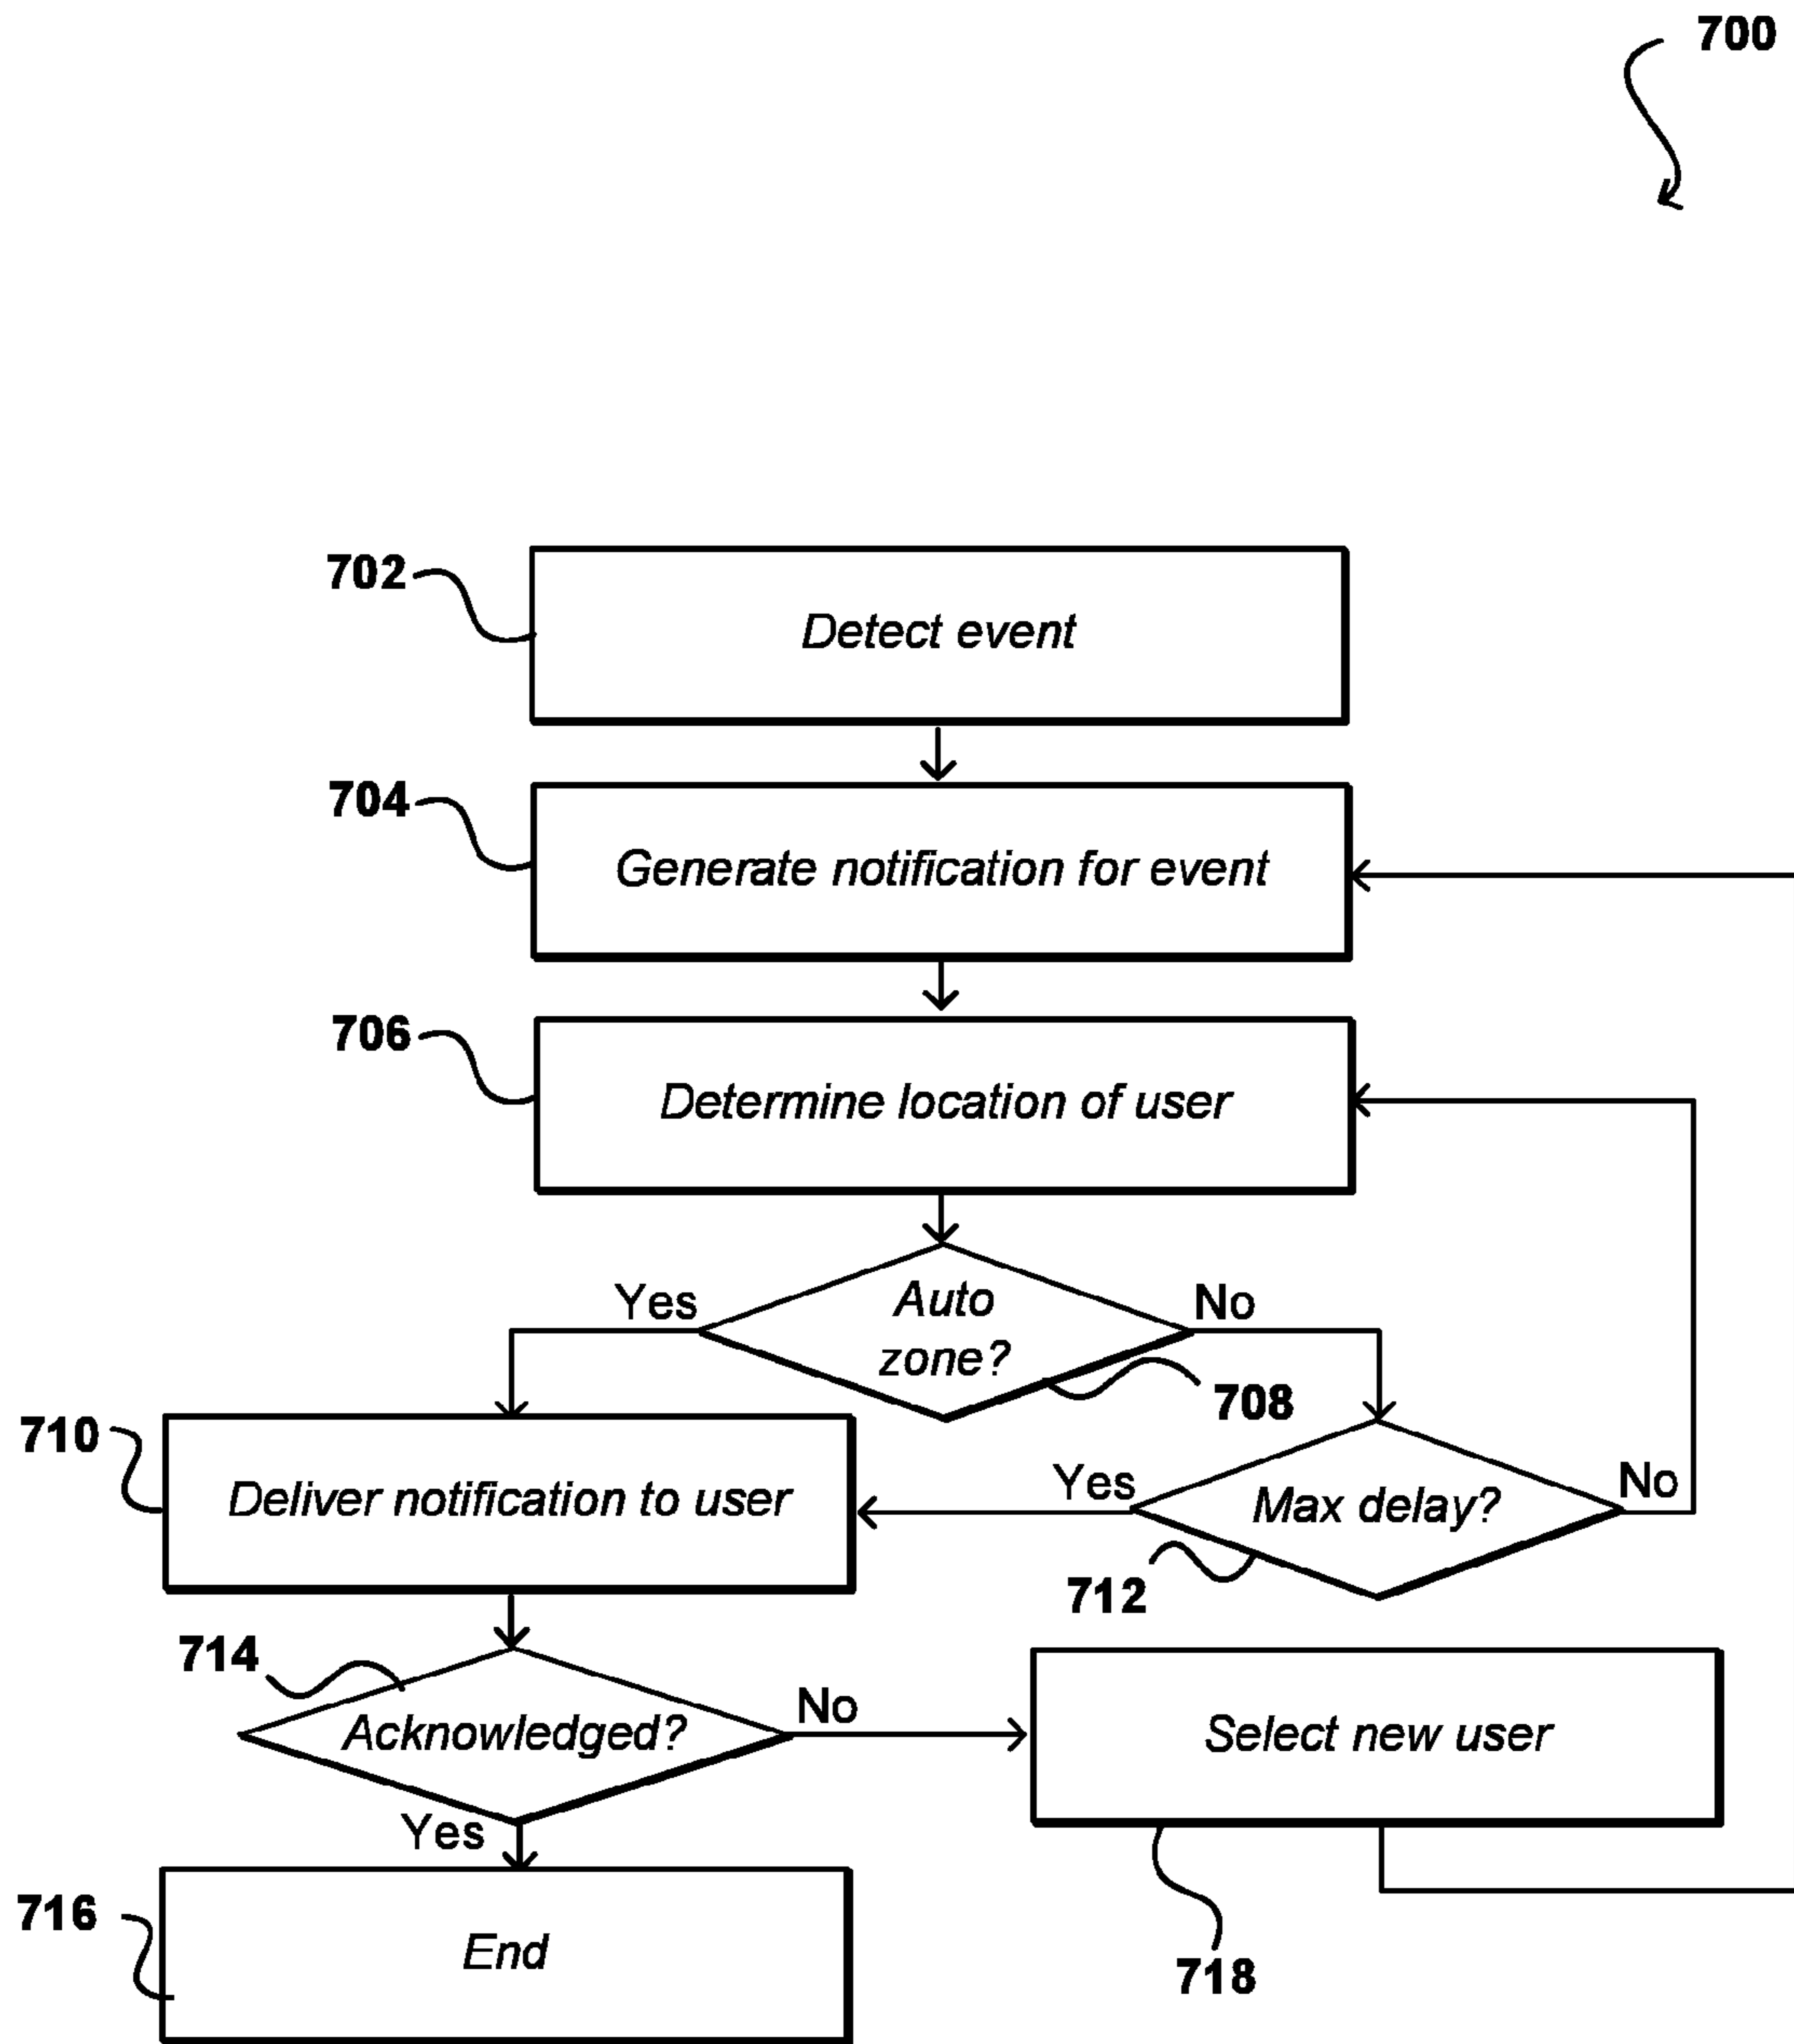 700
702
Detect event
704
Generate notification for event
706
Determine location of user
Yes
Auto
zone?
No
708
710
Deliver notification to user
Yes
Max delay?
No
712
714
Acknowledged?
No
Select new user
Yes
716
End
718